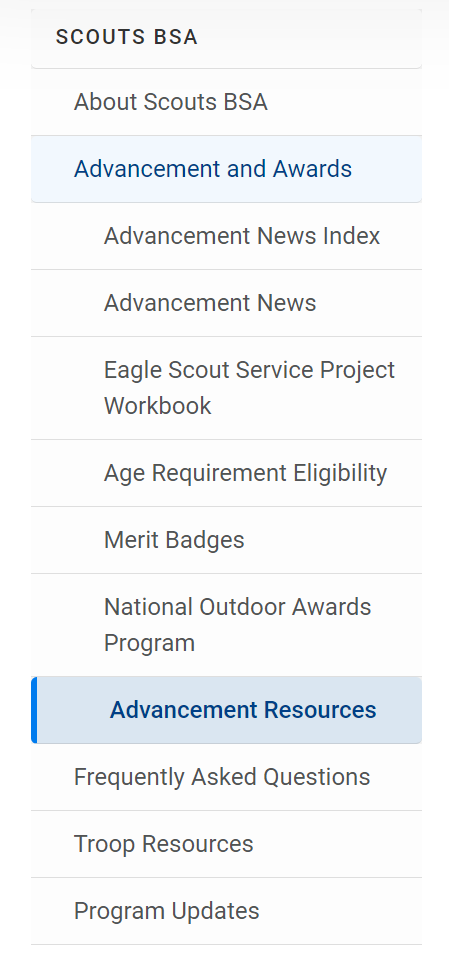 SCOUTS BSA
About Scouts BSA
Advancement and Awards
Advancement News Index
Advancement News
Eagle Scout Service Project
Workbook
Age Requirement Eligibility
Merit Badges
National Outdoor Awards
Program
Advancement Resources
Frequently Asked Questions
Troop Resources
Program Updates